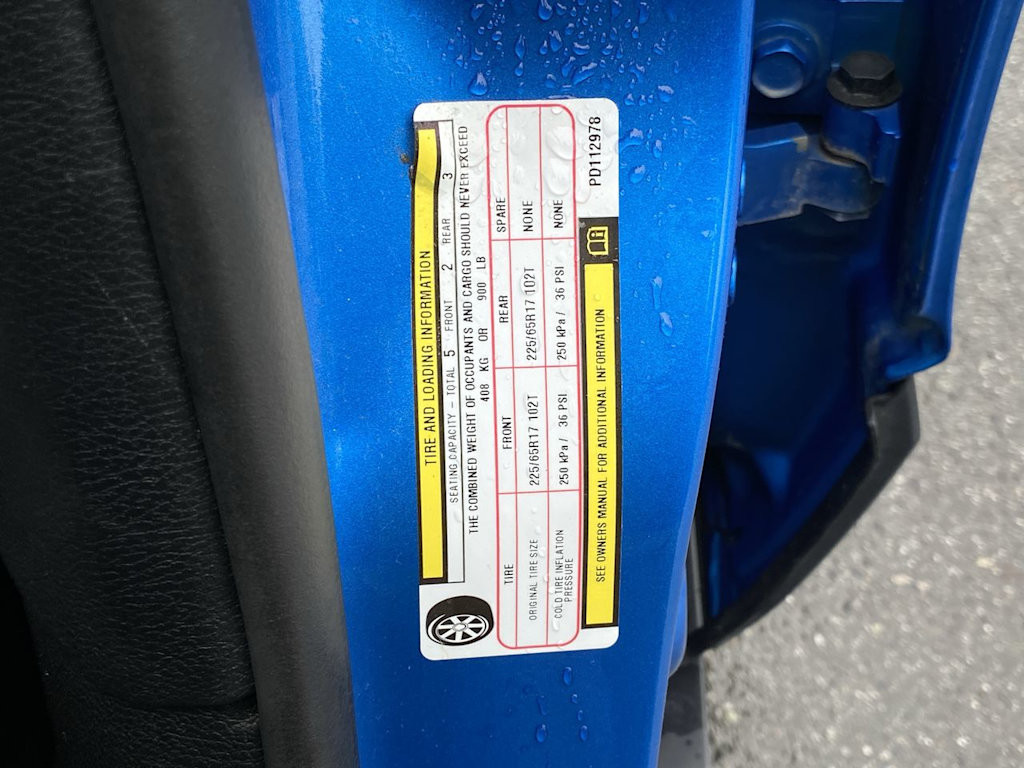 TIRE AND LOADING INFORMATION
SEATING CAPACITY - TOTAL 5 FRONT 2 REAR 3
THE COMBINED WEIGHT OF OCCUPANTS AND CARGO SHOULD NEVER EXCEED
408 KG OR 900 LB
TIRE FRONT REAR SPARE
ORIGINAL TIRE SIZE 225/65R17 102T 225/65R17 102T NONE
COLD TIRE INFLATION PRESSURE 250 kPa / 36 PSI 250 kPa / 36 PSI NONE
SEE OWNERS MANUAL FOR ADDITIONAL INFORMATION
PD112978